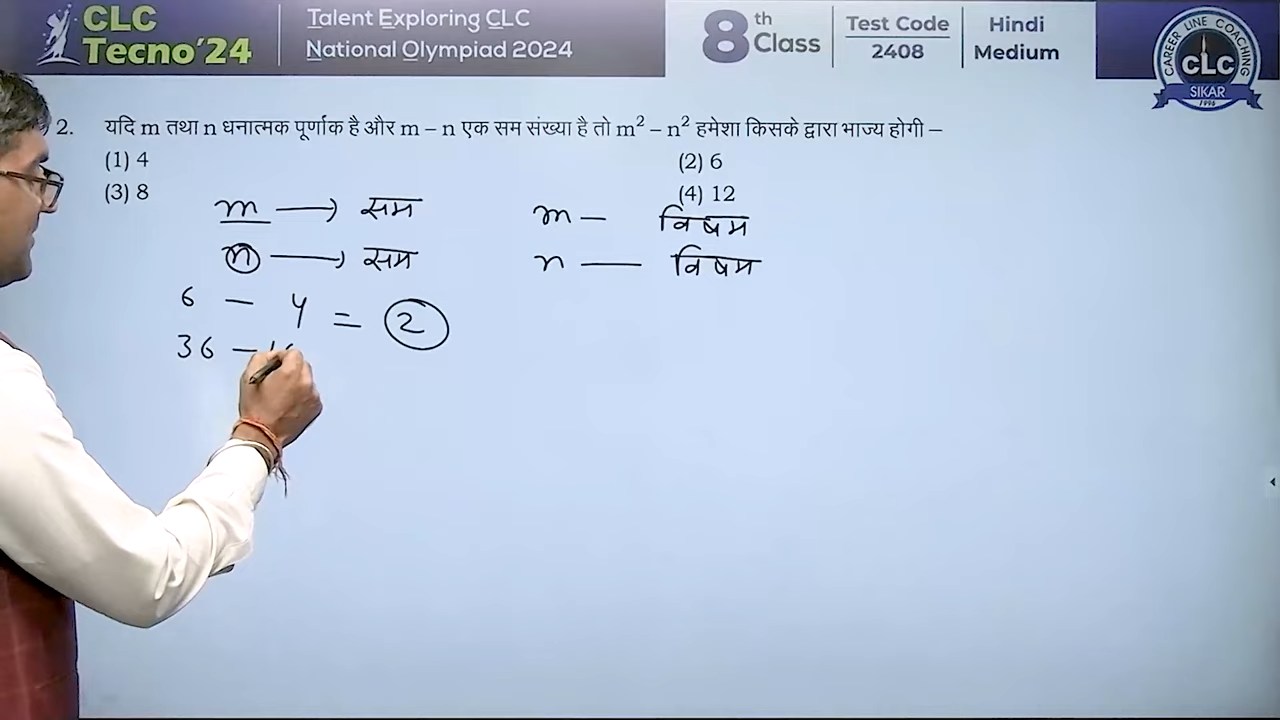 CLC
Tecno'24
Talent Exploring CLC
National Olympiad 2024
8th Class
Test Code
2408
Hindi
Medium
CAREER LINE COACHING
CLC
SIKAR
1996
2. यदि m तथा n धनात्मक पूर्णाक है और m – n एक सम संख्या है तो m² – n² हमेशा किसके द्वारा भाज्य होगी –
(1) 4 (2) 6
(3) 8 (4) 12
m → सम m – विषम
n → सम n — विषम
6 – 4 = 2
36 –